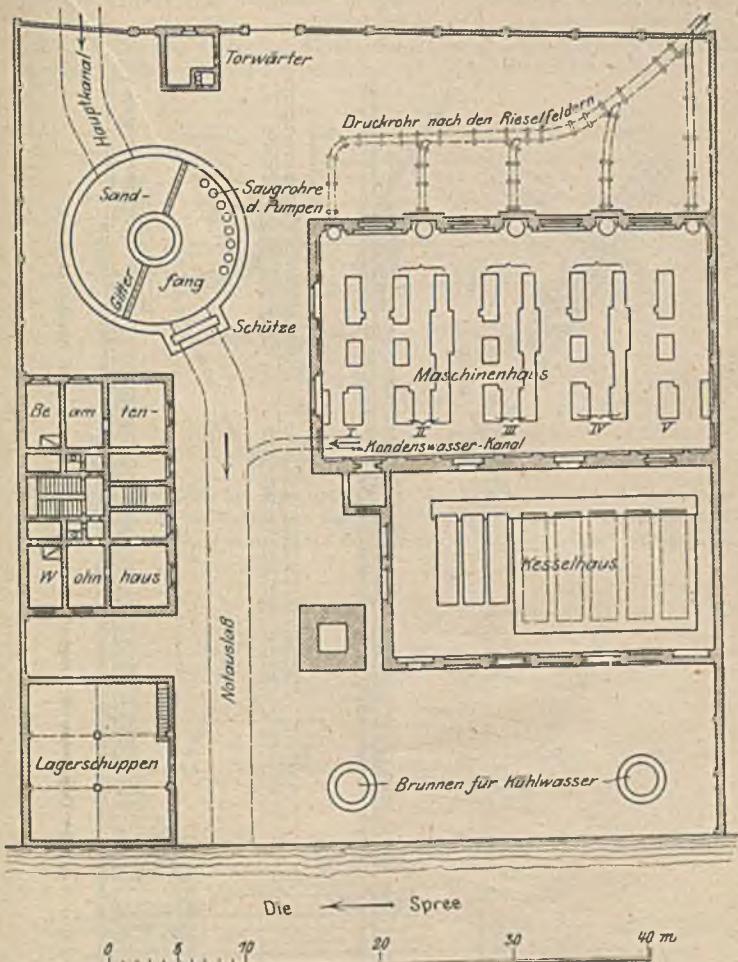 Hauptkanal
Torwärter
Druckrohr nach den Rieselfeldern
Sand-
Saugrohre
d. Pumpen
Gitter
fang
Schütze
Maschinenhaus
I II III IV V
Kondenswasser-Kanal
Be am ten-
Kesselhaus
W ohn haus
Notauslaß
Lagerschuppen
Brunnen für Kühlwasser
Die Spree
0 5 10 20 30 40 m